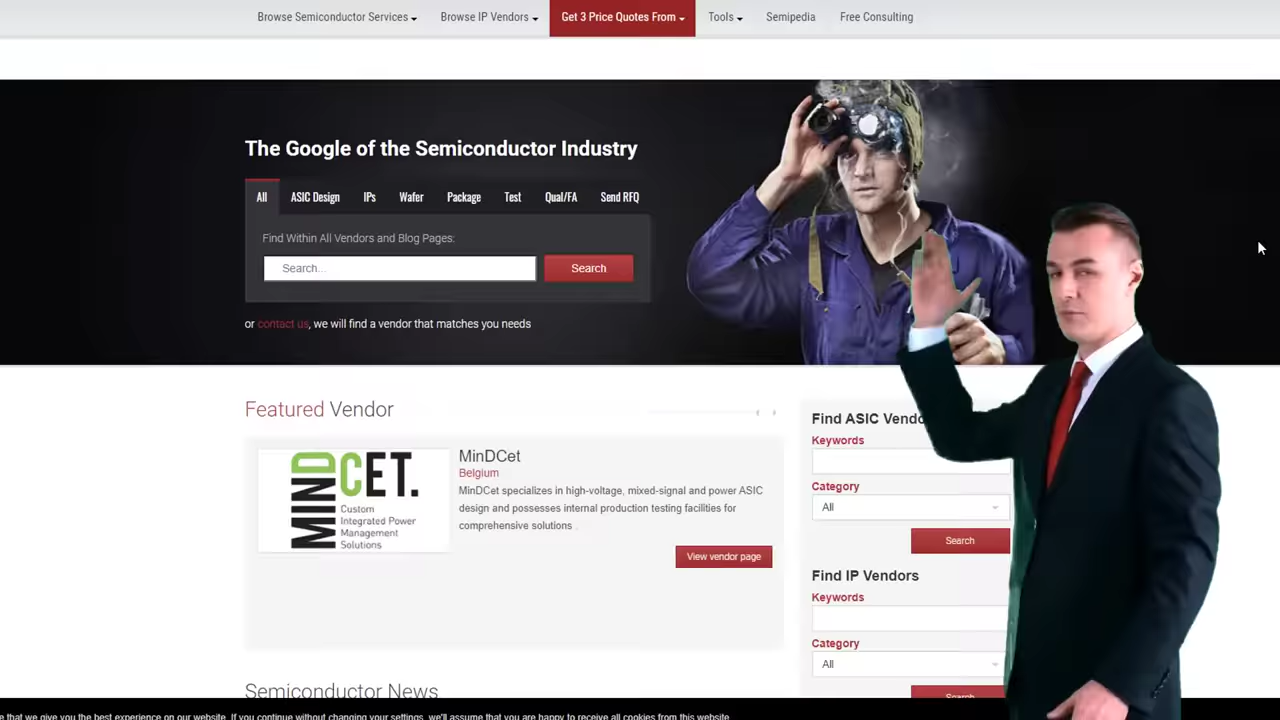 Browse Semiconductor Services
Browse IP Vendors
Get 3 Price Quotes From
Tools
Semipedia
Free Consulting
The Google of the Semiconductor Industry
All
ASIC Design
IPs
Wafer
Package
Test
Qual/FA
Send RFQ
Find Within All Vendors and Blog Pages:
Search...
Search
or contact us, we will find a vendor that matches you needs
Featured Vendor
MINDCET.
Custom
Integrated Power
Management
Solutions
MinDCet
Belgium
MinDCet specializes in high-voltage, mixed-signal and power ASIC
design and possesses internal production testing facilities for
comprehensive solutions .
View vendor page
Find ASIC
Keywords
Category
All
Search
Find IP Vendors
Keywords
Category
All
Search
Semiconductor News
that we give you the best experience on our website. If you continue without changing your settings, we'll assume that you are happy to receive all cookies from this website.